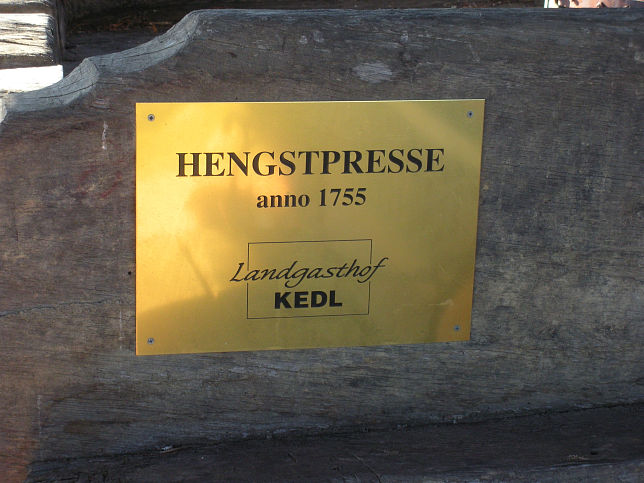 HENGSTPRESSE
anno 1755
Landgasthof
KEDL